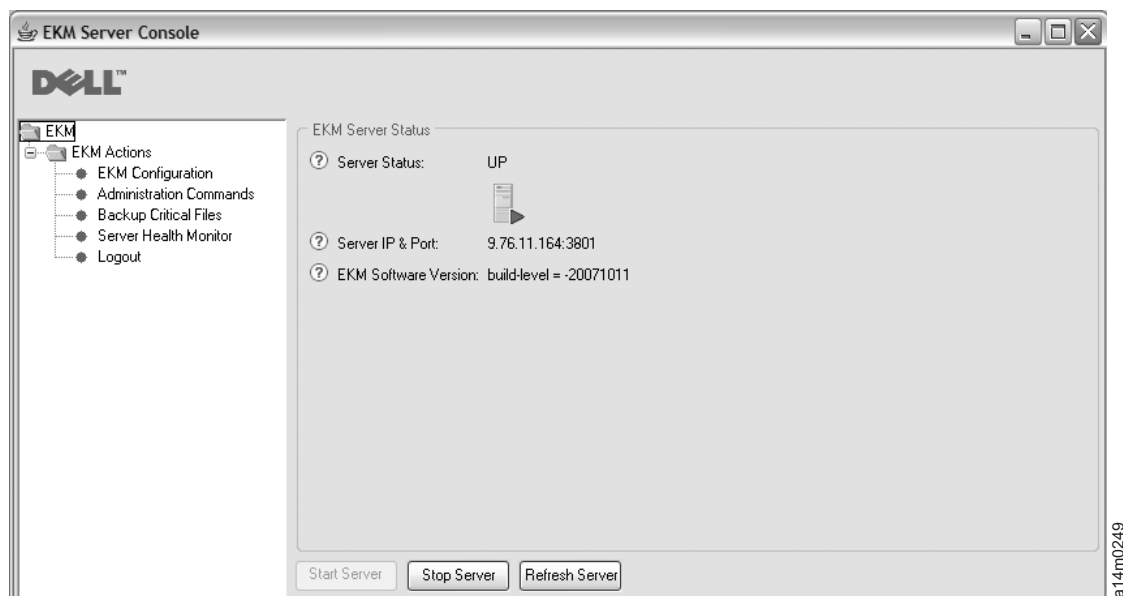 EKM Server Console
DELL™
EKM
EKM Actions
EKM Configuration
Administration Commands
Backup Critical Files
Server Health Monitor
Logout
EKM Server Status
? Server Status: UP
? Server IP & Port: 9.76.11.164:3801
? EKM Software Version: build-level = -20071011
Start Server Stop Server Refresh Server
a14m0249